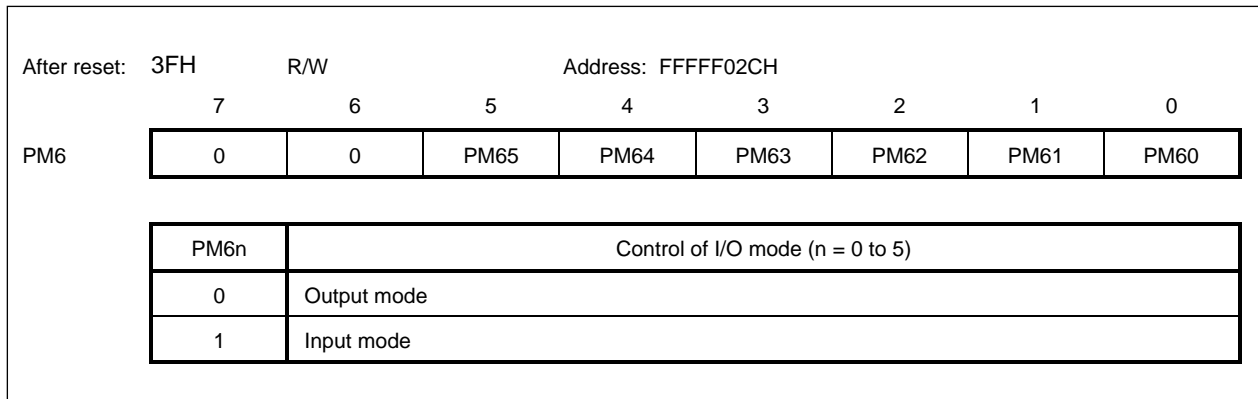 After reset: 3FH R/W Address: FFFFF02CH
7 6 5 4 3 2 1 0
PM6 0 0 PM65 PM64 PM63 PM62 PM61 PM60
PM6n Control of I/O mode (n = 0 to 5)
0 Output mode
1 Input mode